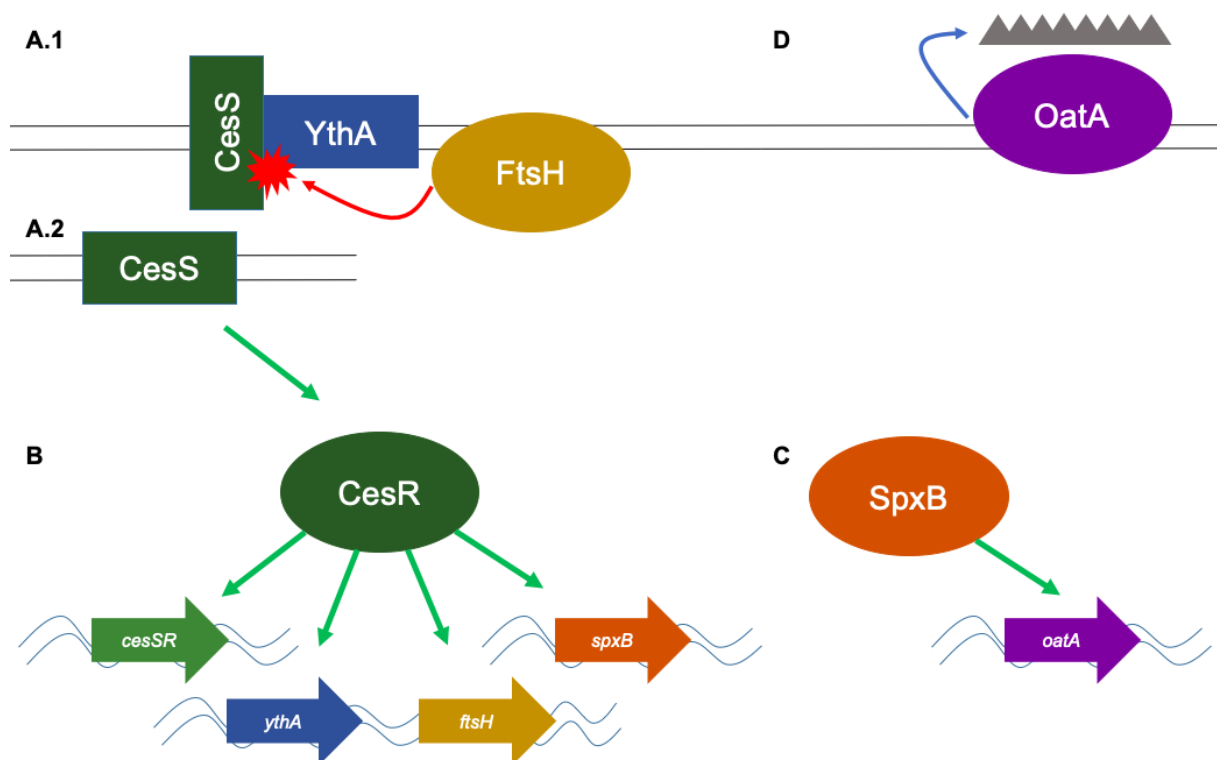 A.1
D
CesS
YthA
OatA
FtsH
A.2
CesS
B
C
CesR
SpxB
cesSR
spxB
oatA
ythA
ftsH